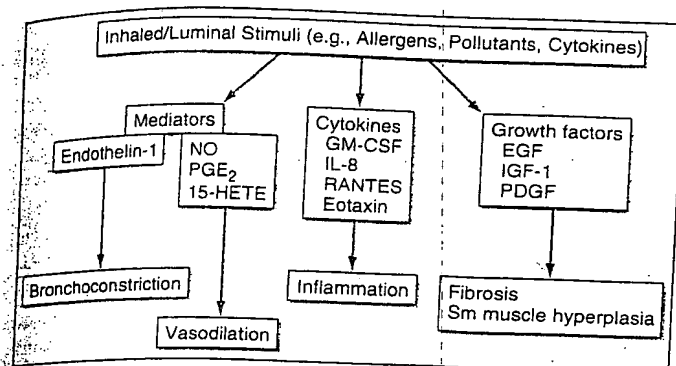 Inhaled/Luminal Stimuli (e.g., Allergens, Pollutants, Cytokines)
Mediators
Endothelin-1
NO
PGE₂
15-HETE
Cytokines
GM-CSF
IL-8
RANTES
Eotaxin
Growth factors
EGF
IGF-1
PDGF
Bronchoconstriction
Vasodilation
Inflammation
Fibrosis
Sm muscle hyperplasia